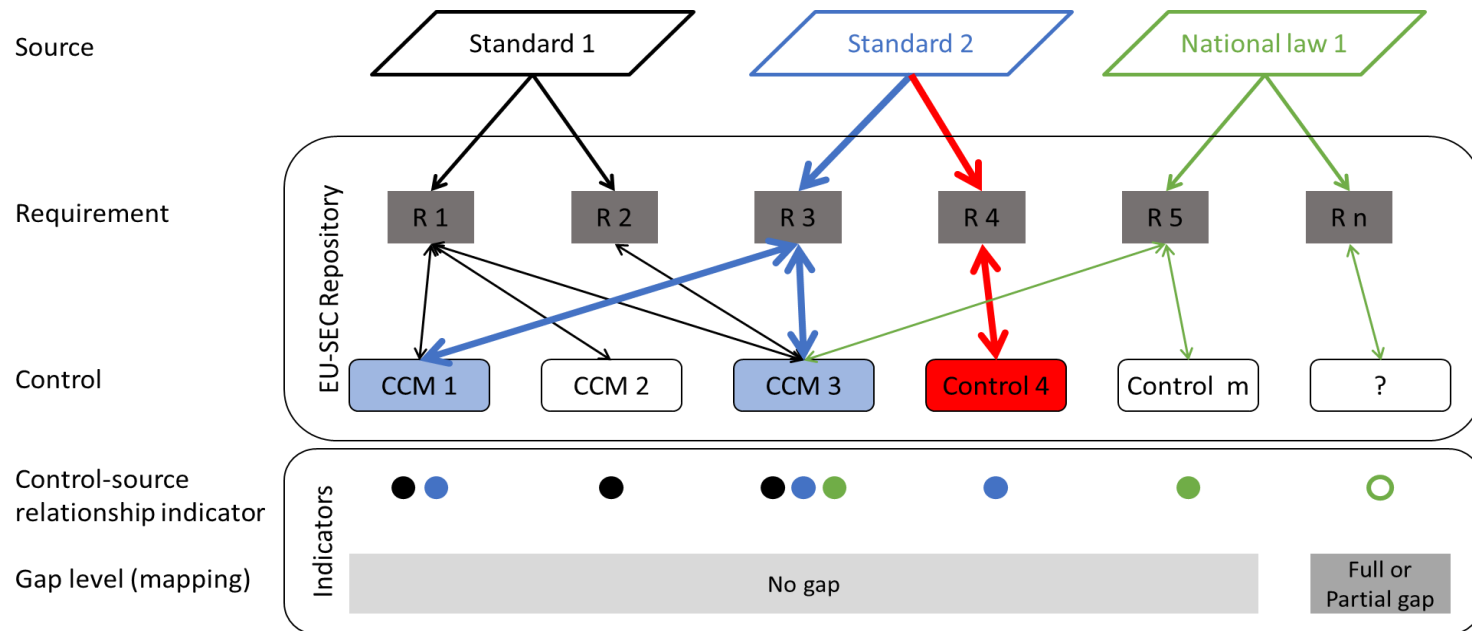 Source
Standard 1
Standard 2
National law 1
EU-SEC Repository
Requirement
R 1
R 2
R 3
R 4
R 5
R n
Control
CCM 1
CCM 2
CCM 3
Control 4
Control m
?
Indicators
Control-source
relationship indicator
Gap level (mapping)
No gap
Full or
Partial gap